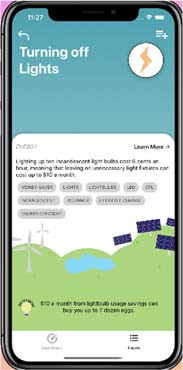 11:27
Turning off
Lights
ENERGY
Learn More →
Lighting up ten incandescent light bulbs cost 6 cents an
hour, meaning that leaving on unnecessary light fixtures can
cost up to $10 a month.
MONEY SAVER LIGHTS LIGHTBULBS LED CFL
INCANDESCENT BEGINNER LIFESTYLE CHANGE
ENERGY-EFFICIENT
$10 a month from lightbulb usage savings can
buy you up to 7 dozen eggs.
Dashboard
Habits